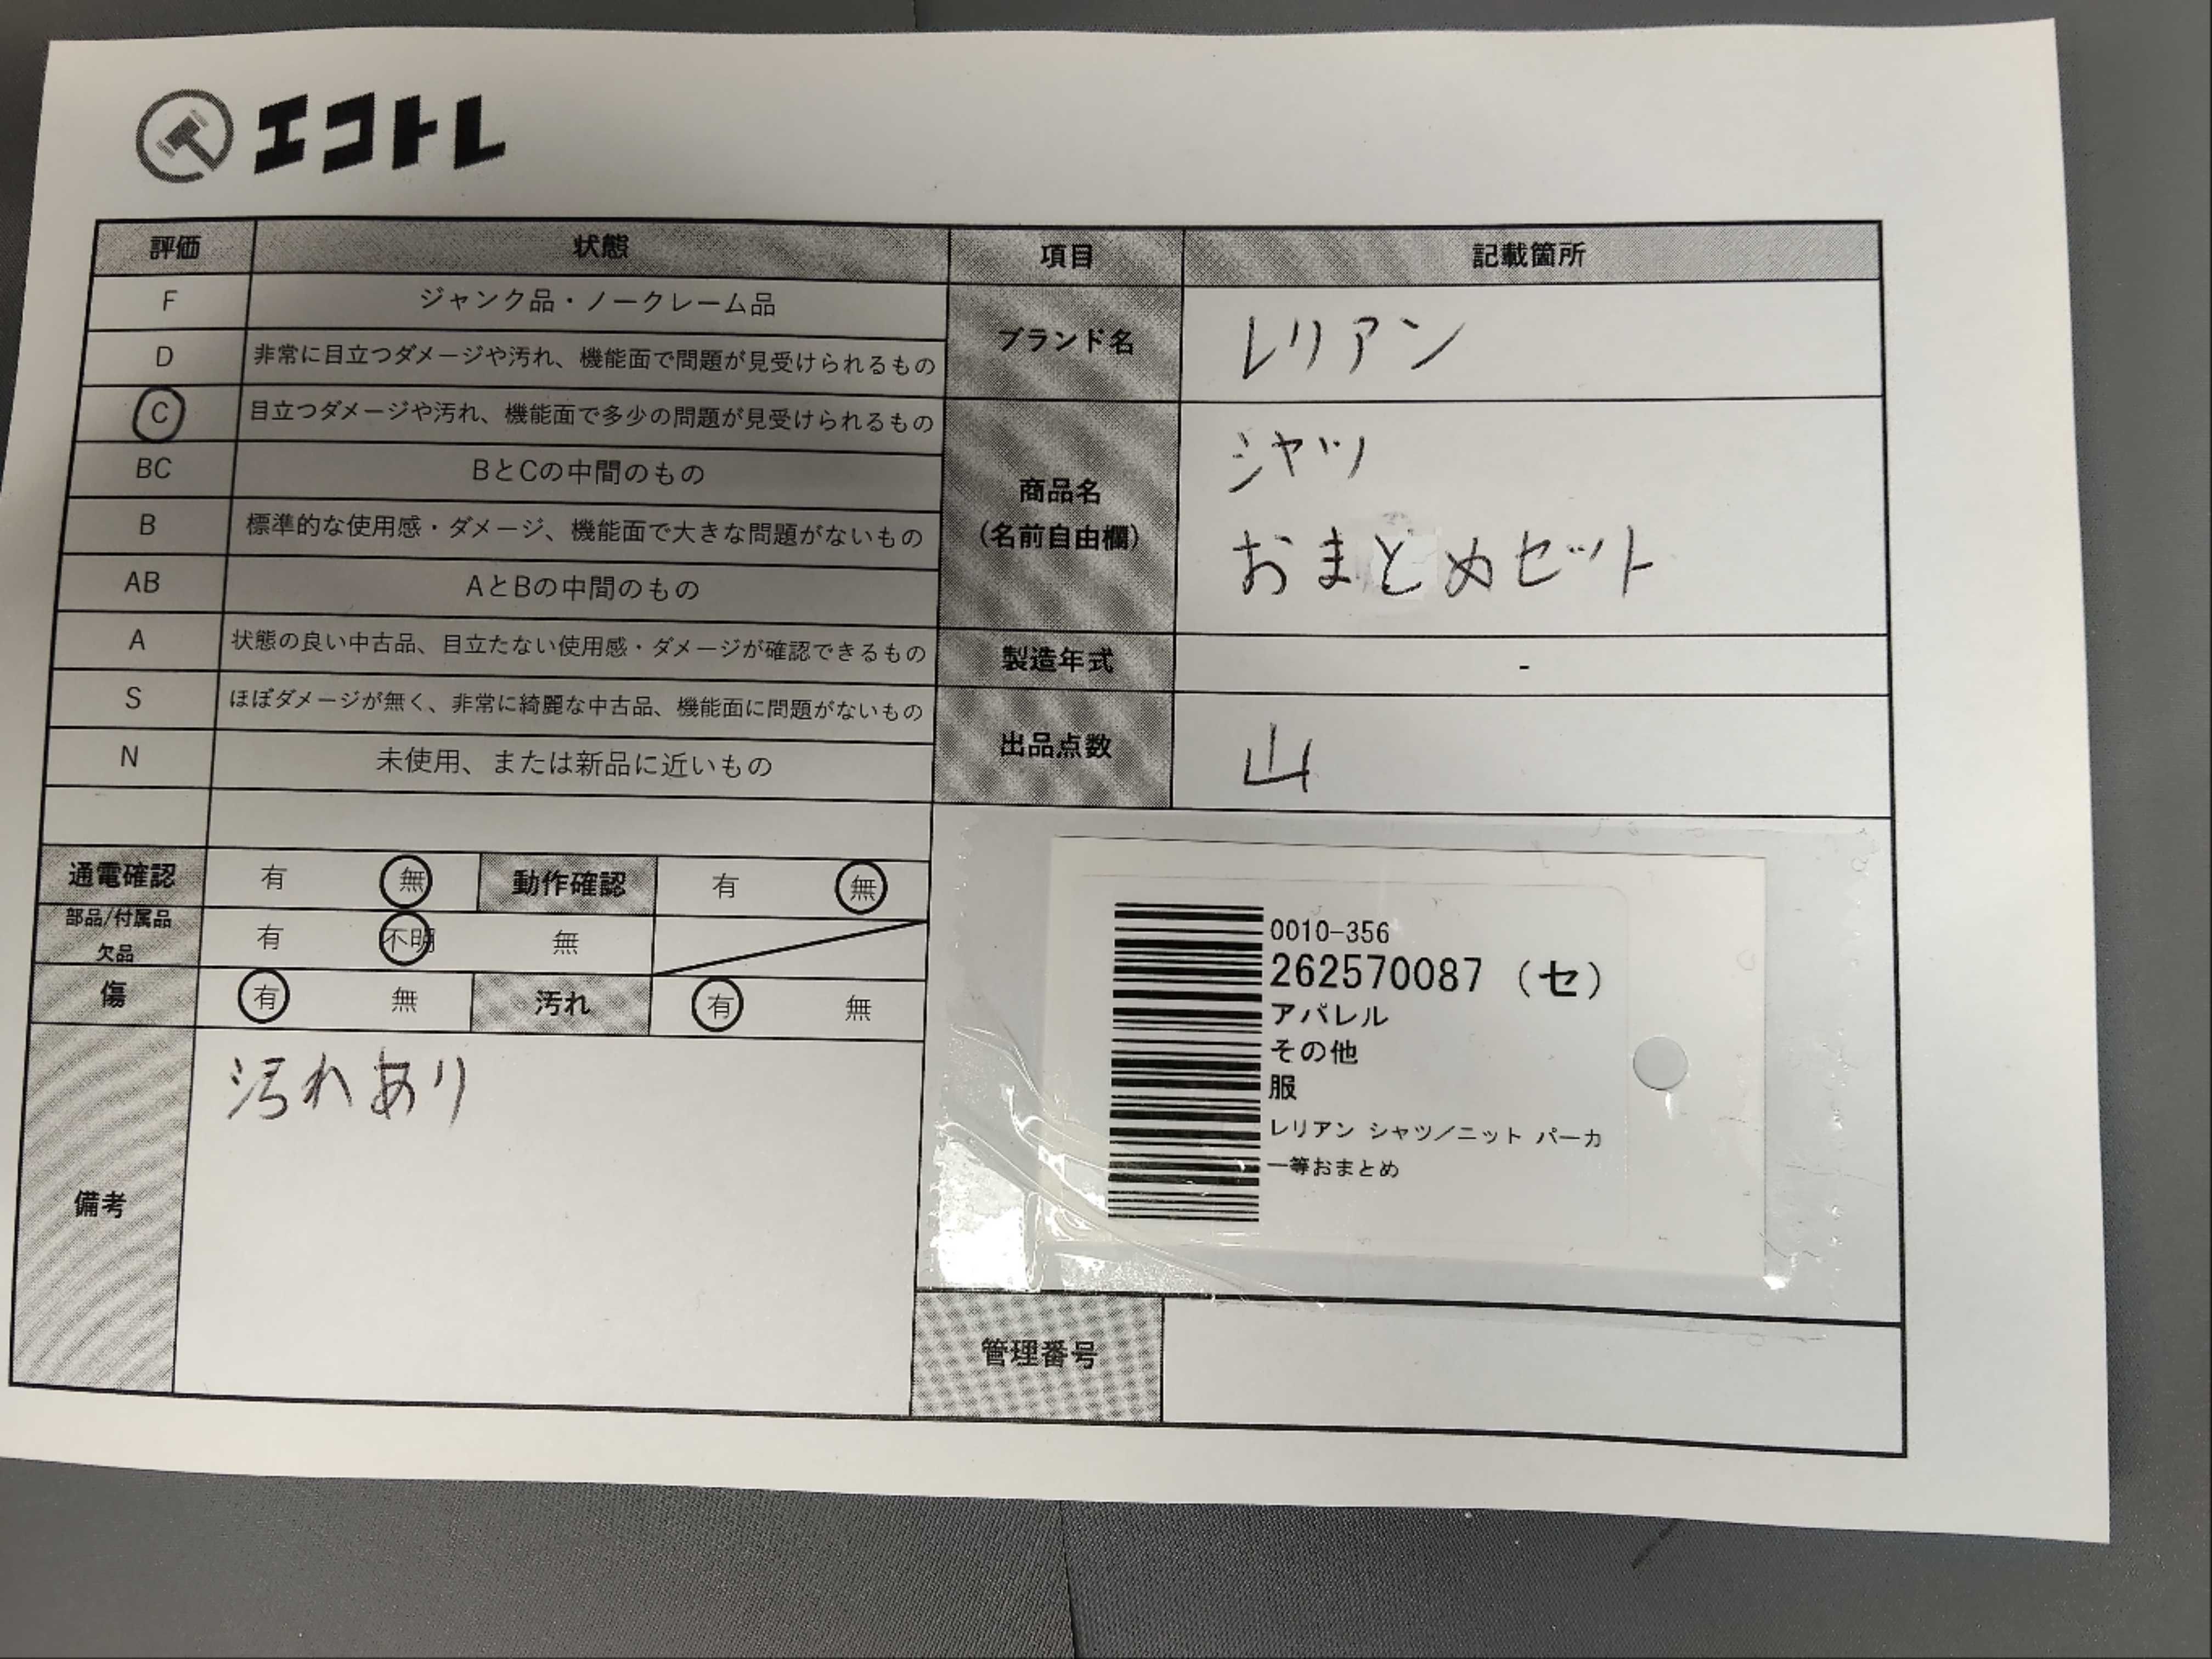 エコトレ
評価 状態
F ジャンク品・ノークレーム品
D 非常に目立つダメージや汚れ、機能面で問題が見受けられるもの
C 目立つダメージや汚れ、機能面で多少の問題が見受けられるもの
BC BとCの中間のもの
B 標準的な使用感・ダメージ、機能面で大きな問題がないもの
AB AとBの中間のもの
A 状態の良い中古品、目立たない使用感・ダメージが確認できるもの
S ほぼダメージが無く、非常に綺麗な中古品、機能面に問題がないもの
N 未使用、または新品に近いもの
通電確認 有 無 動作確認 有 無
部品/付属品
欠品 有 不明 無
傷 有 無 汚れ 有 無
備考 汚れあり
項目 記載箇所
ブランド名 レリアン
商品名
(名前自由欄)
シャツ
おまとめセット
製造年式 -
出品点数 山
0010-356
262570087 (セ)
アパレル
その他
服
レリアン シャツ/ニット パーカ
ー等おまとめ
管理番号